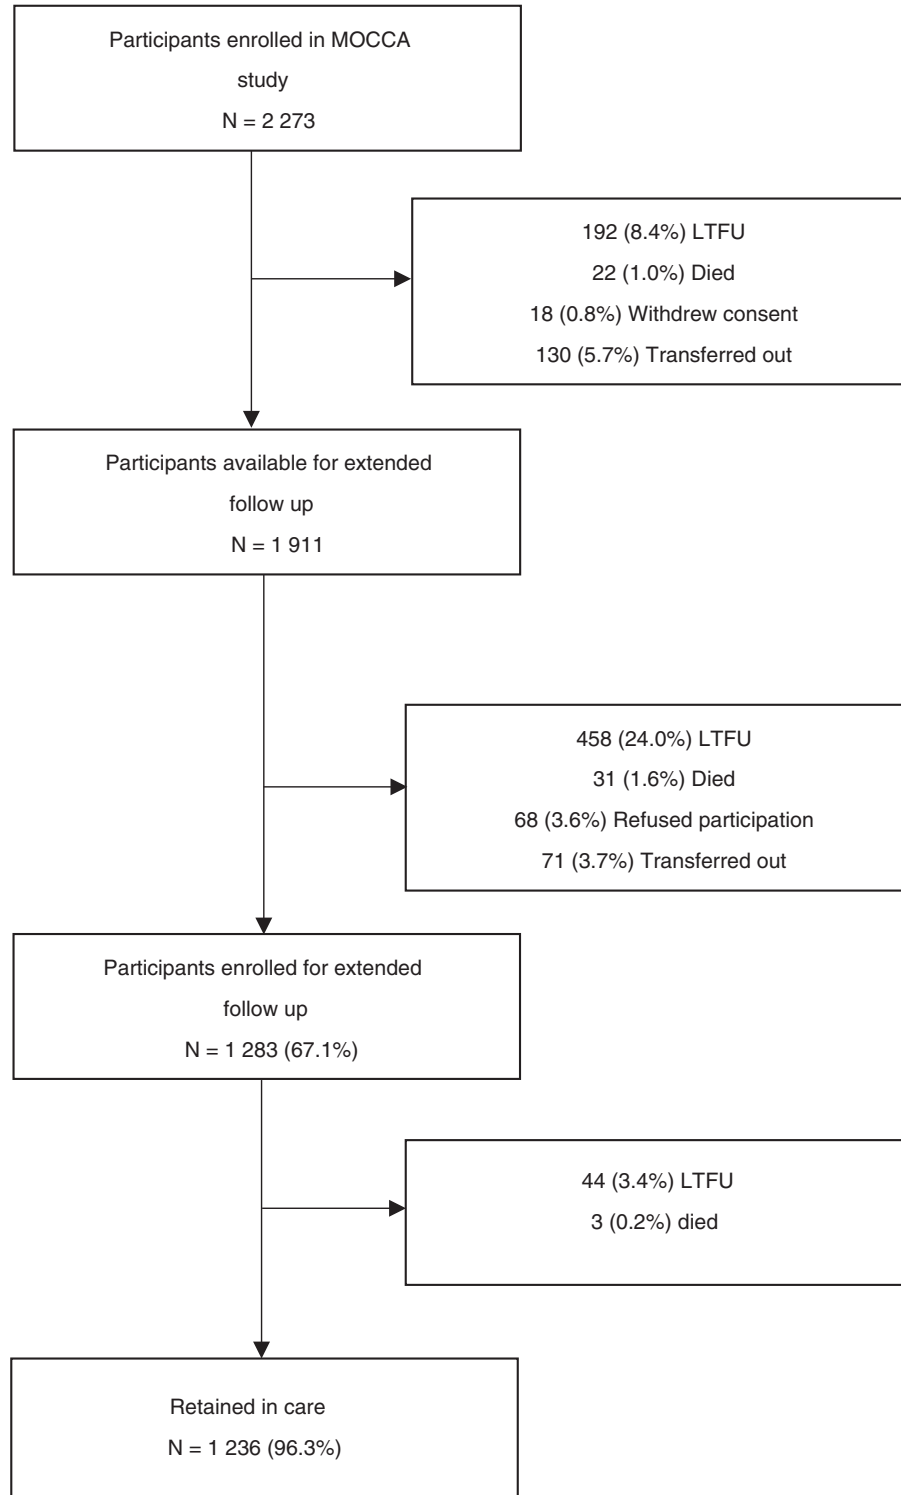 Participants enrolled in MOCCA
study
N = 2 273
192 (8.4%) LTFU
22 (1.0%) Died
18 (0.8%) Withdrew consent
130 (5.7%) Transferred out
Participants available for extended
follow up
N = 1 911
458 (24.0%) LTFU
31 (1.6%) Died
68 (3.6%) Refused participation
71 (3.7%) Transferred out
Participants enrolled for extended
follow up
N = 1 283 (67.1%)
44 (3.4%) LTFU
3 (0.2%) died
Retained in care
N = 1 236 (96.3%)